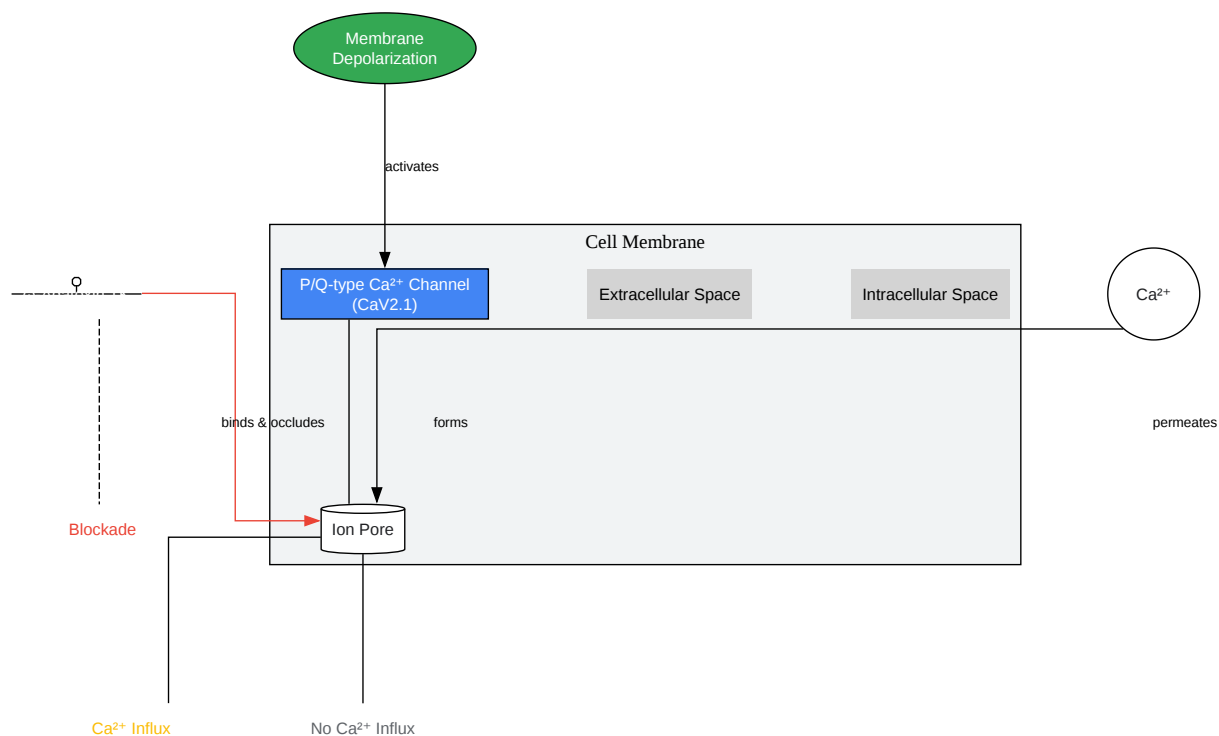 Membrane
Depolarization
activates
Cell Membrane
P/Q-type Ca²⁺ Channel
(CaV2.1)
Extracellular Space
Intracellular Space
Ca²⁺
binds & occludes
forms
permeates
Blockade
Ion Pore
Ca²⁺ Influx
No Ca²⁺ Influx